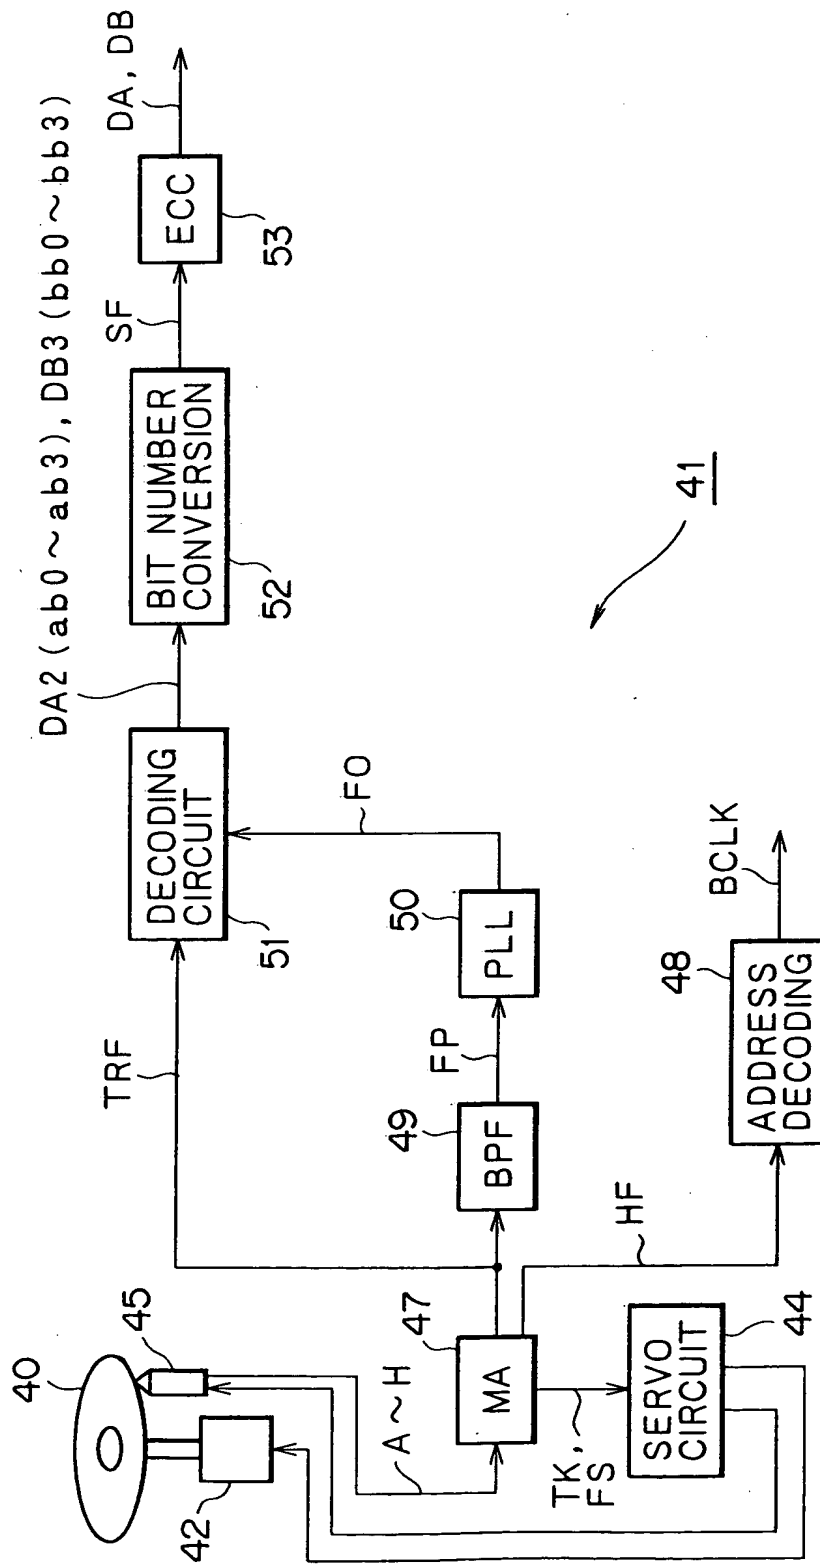 DA2 (ab0~ab3), DB3 (bb0~bb3)
DA, DB
SF
ECC
53
BIT NUMBER
CONVERSION
52
DECODING
CIRCUIT
51
TRF
FO
50
PLL
FP
49
BPF
41
BCLK
48
ADDRESS
DECODING
HF
40
45
42
A~H
47
MA
TK,
FS
SERVO
CIRCUIT
44